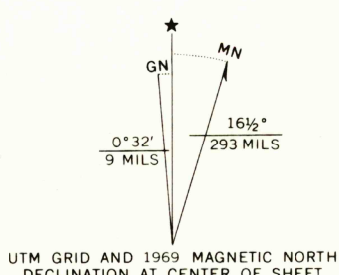 MN
GN
0°32'
9 MILS
16½°
293 MILS
UTM GRID AND 1969 MAGNETIC NORTH
DECLINATION AT CENTER OF SHEET